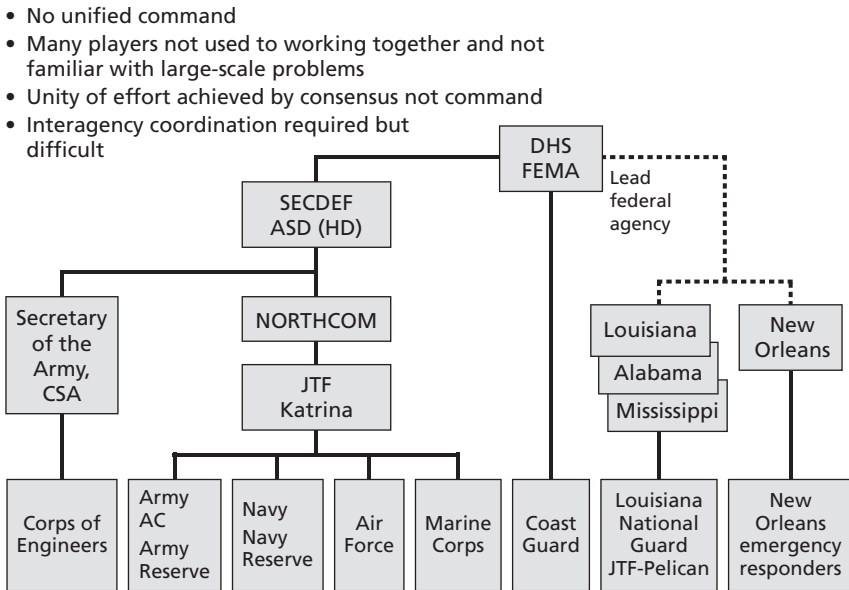 • No unified command
• Many players not used to working together and not
familiar with large-scale problems
• Unity of effort achieved by consensus not command
• Interagency coordination required but
difficult
DHS
FEMA
Lead
federal
agency
SECDEF
ASD (HD)
Secretary
of the
Army,
CSA
NORTHCOM
Louisiana
Alabama
Mississippi
New
Orleans
JTF
Katrina
Corps of
Engineers
Army
AC
Army
Reserve
Navy
Navy
Reserve
Air
Force
Marine
Corps
Coast
Guard
Louisiana
National
Guard
JTF-Pelican
New
Orleans
emergency
responders